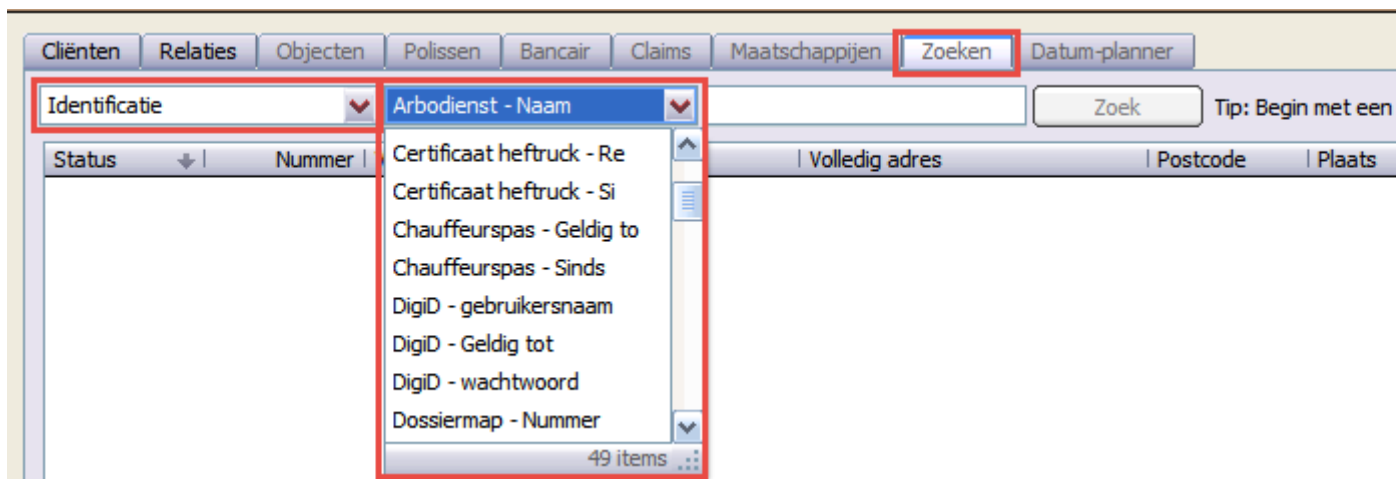 Cliënten Relaties Objecten Polissen Bancair Claims Maatschappijen Zoeken Datum-planner
Identificatie Arbodienst - Naam Zoek Tip: Begin met een
Status Nummer Volledig adres Postcode Plaats
Certificaat heftruck - Re
Certificaat heftruck - Si
Chauffeurspas - Geldig to
Chauffeurspas - Sinds
DigiD - gebruikersnaam
DigiD - Geldig tot
DigiD - wachtwoord
Dossiermap - Nummer
49 items